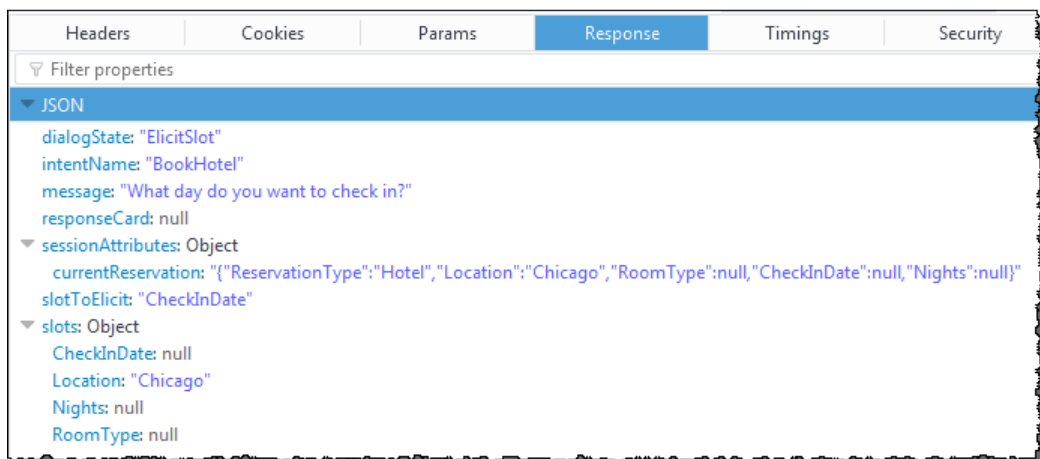 Headers Cookies Params Response Timings Security
Filter properties
JSON
dialogState: "ElicitSlot"
intentName: "BookHotel"
message: "What day do you want to check in?"
responseCard: null
sessionAttributes: Object
currentReservation: "{"ReservationType":"Hotel","Location":"Chicago","RoomType":null,"CheckInDate":null,"Nights":null}"
slotToElicit: "CheckInDate"
slots: Object
CheckInDate: null
Location: "Chicago"
Nights: null
RoomType: null